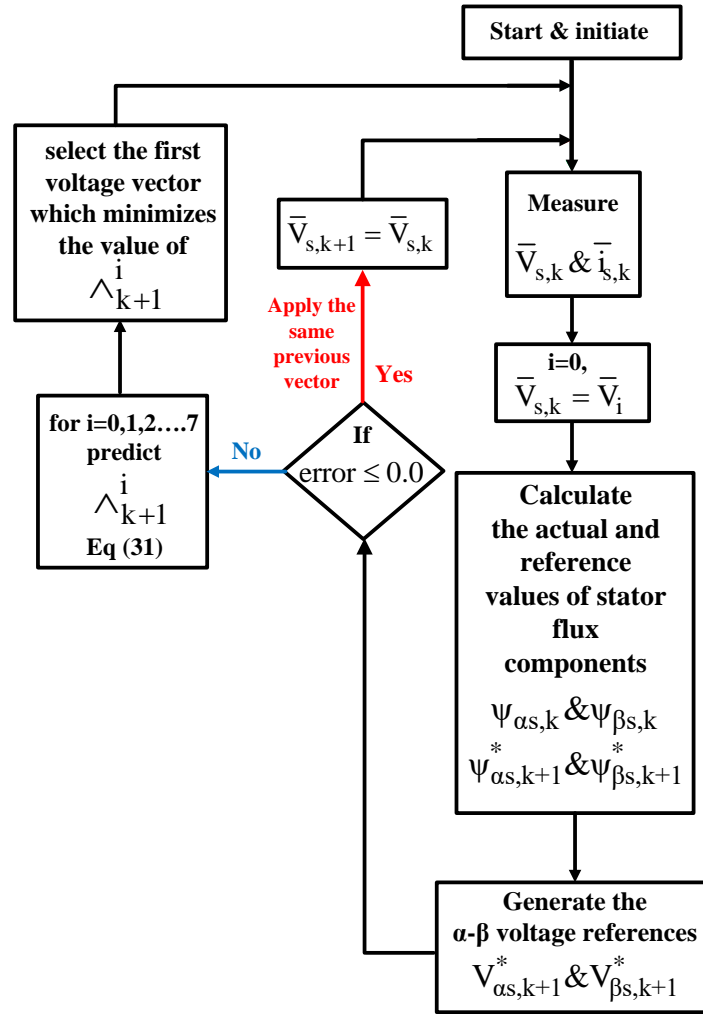 Start & initiate
select the first
voltage vector
which minimizes
the value of
∧ⁱₖ₊₁
V̅s,k+1 = V̅s,k
Measure
V̅s,k & i̅s,k
Apply the
same
previous
vector
Yes
i=0,
V̅s,k = V̅i
for i=0,1,2....7
predict
∧ⁱₖ₊₁
Eq (31)
No
If
error ≤ 0.0
Calculate
the actual and
reference
values of stator
flux
components
ψαs,k&ψβs,k
ψ*αs,k+1&ψ*βs,k+1
Generate the
α-β voltage references
V*αs,k+1&V*βs,k+1